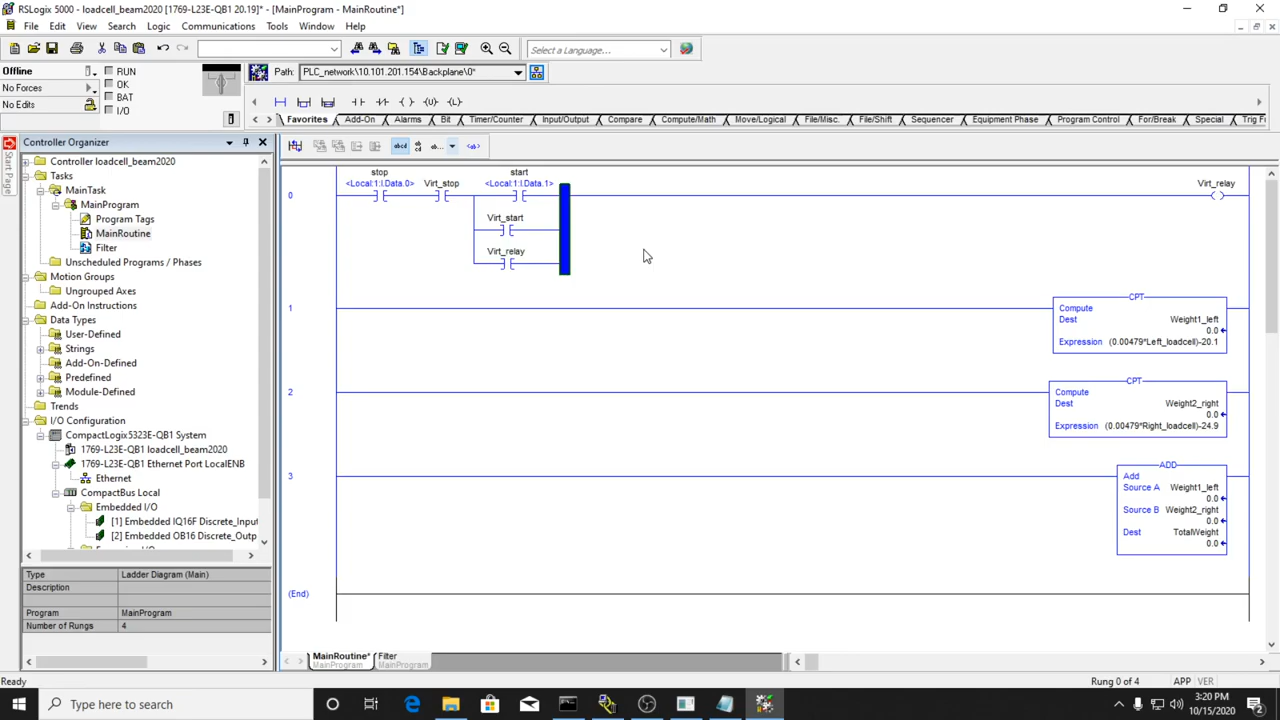 RSLogix 5000 - loadcell_beam2020 [1769-L23E-QB1 20.19]* - [MainProgram - MainRoutine*]
File Edit View Search Logic Communications Tools Window Help
Select a Language...
Offline
No Forces
No Edits
RUN
OK
BAT
I/O
Path: PLC_network\10.101.201.154\Backplane\0*
Favorites Add-On Alarms Bit Timer/Counter Input/Output Compare Compute/Math Move/Logical File/Misc. File/Shift Sequencer Equipment Phase Program Control For/Break Special Trig F
Start Page
Controller Organizer
Controller loadcell_beam2020
Tasks
MainTask
MainProgram
Program Tags
MainRoutine
Filter
Unscheduled Programs / Phases
Motion Groups
Ungrouped Axes
Add-On Instructions
Data Types
User-Defined
Strings
Add-On-Defined
Predefined
Module-Defined
Trends
I/O Configuration
CompactLogix5323E-QB1 System
1769-L23E-QB1 loadcell_beam2020
1769-L23E-QB1 Ethernet Port LocalENB
Ethernet
CompactBus Local
Embedded I/O
[1] Embedded IQ16F Discrete_Input
[2] Embedded OB16 Discrete_Outp
Type Ladder Diagram (Main)
Description
Program MainProgram
Number of Rungs 4
stop start
<Local:1:I.Data.0> Virt_stop <Local:1:I.Data.1> Virt_relay
0
Virt_start
Virt_relay
1
CPT
Compute
Dest Weight1_left
0.0
Expression (0.00479*Left_loadcell)-20.1
2
CPT
Compute
Dest Weight2_right
0.0
Expression (0.00479*Right_loadcell)-24.9
3
ADD
Add
Source A Weight1_left
0.0
Source B Weight2_right
0.0
Dest TotalWeight
0.0
(End)
MainRoutine* Filter
MainProgram MainProgram
Ready Rung 0 of 4 APP VER
Type here to search
3:20 PM
10/15/2020
2